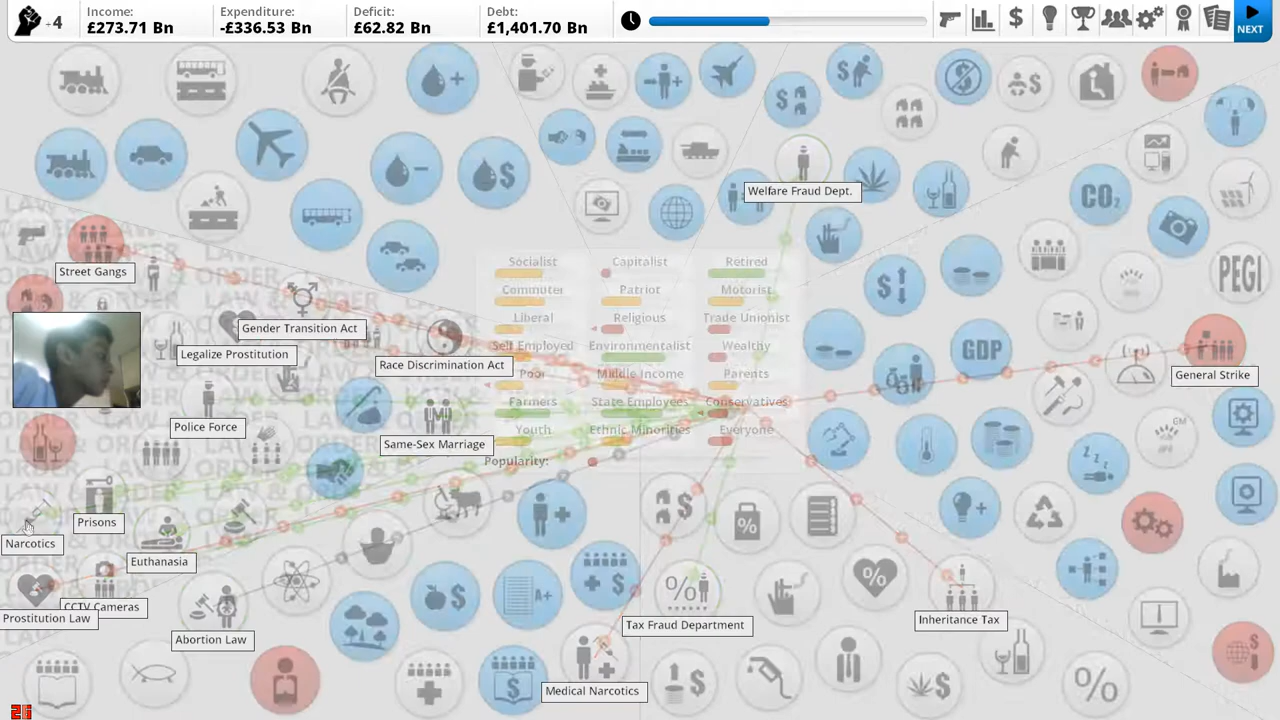 +4
Income:
£273.71 Bn
Expenditure:
-£336.53 Bn
Deficit:
£62.82 Bn
Debt:
£1,401.70 Bn
NEXT
Welfare Fraud Dept.
CO₂
PEGI
GDP
GM
Street Gangs
LAW & ORDER
Gender Transition Act
Legalize Prostitution
Race Discrimination Act
General Strike
Socialist
Capitalist
Retired
Commuter
Patriot
Motorist
Liberal
Religious
Trade Unionist
Self Employed
Environmentalist
Wealthy
Poor
Middle Income
Parents
Farmers
State Employees
Conservatives
Youth
Ethnic Minorities
Everyone
Popularity:
Police Force
Same-Sex Marriage
Prisons
Narcotics
Euthanasia
CCTV Cameras
Prostitution Law
Abortion Law
A+
Tax Fraud Department
Inheritance Tax
Medical Narcotics
26